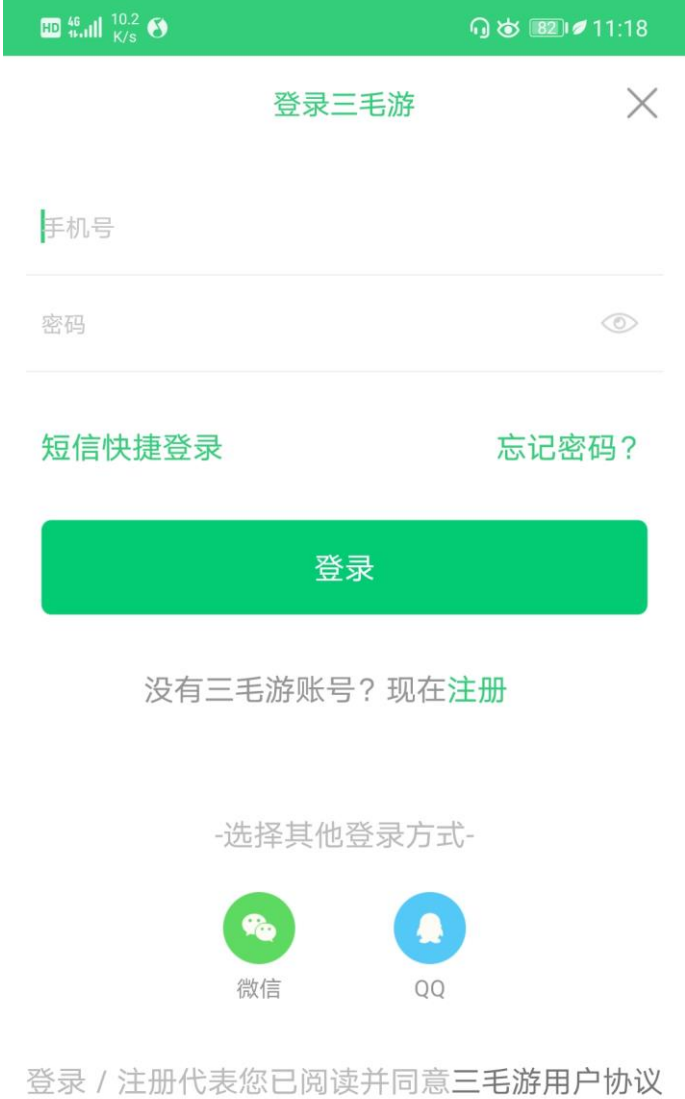 HD 4G 10.2 K/s 82 11:18
登录三毛游
手机号
密码
短信快捷登录 忘记密码?
登录
没有三毛游账号?现在注册
-选择其他登录方式-
微信 QQ
登录 / 注册代表您已阅读并同意三毛游用户协议